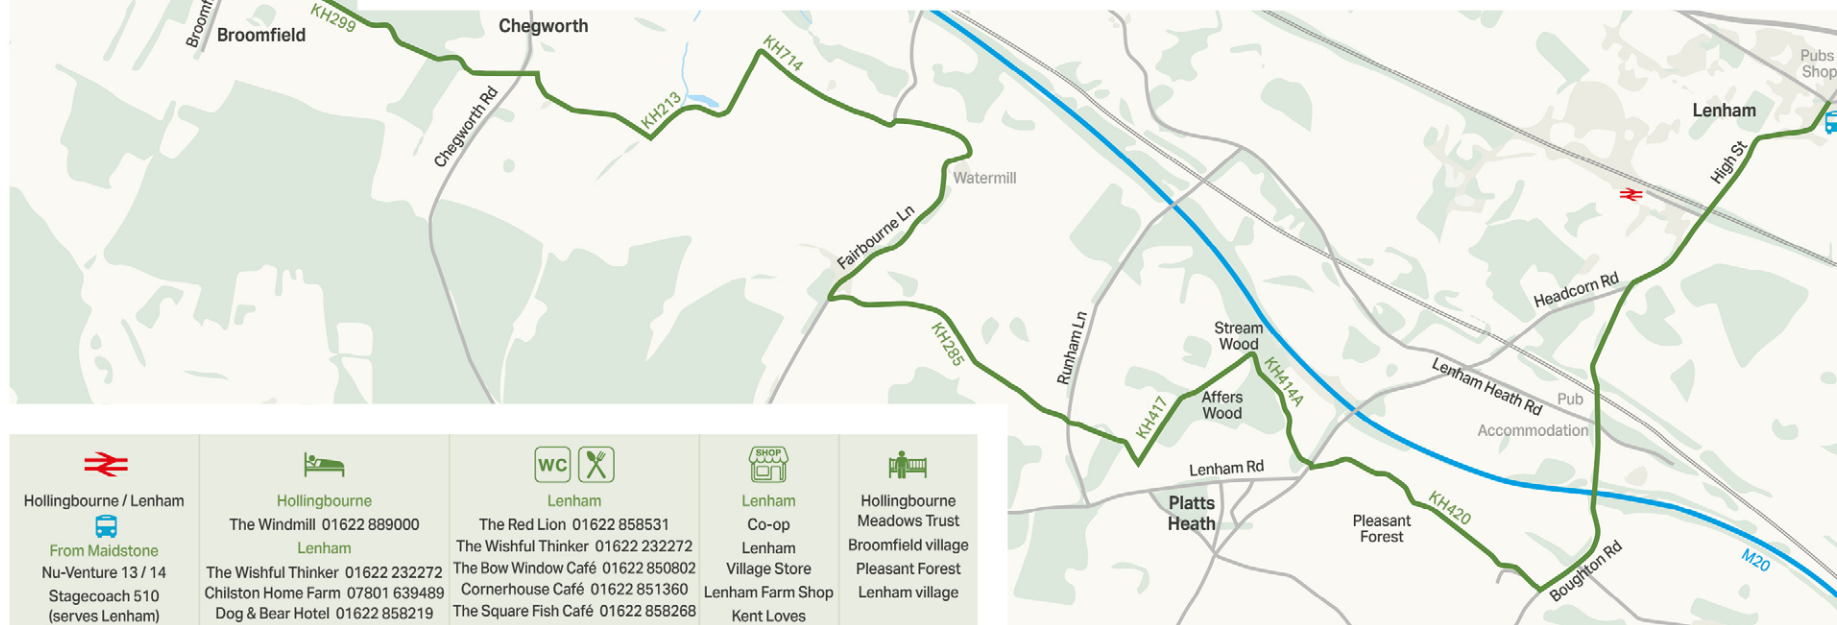 Broomf
Broomfield
KH299
Chegworth
Chegworth Rd
KH213
KH714
Watermill
Fairbourne Ln
KH285
Runham Ln
Stream
Wood
Affers
Wood
KH417
KH414A
Lenham Rd
Platts
Heath
Pleasant
Forest
KH420
Boughton Rd
M20
Pub
Accommodation
Lenham Heath Rd
Headcorn Rd
High St
Lenham
Pubs
Shop
Hollingbourne / Lenham
From Maidstone
Nu-Venture 13 / 14
Stagecoach 510
(serves Lenham)
Hollingbourne
The Windmill 01622 889000
Lenham
The Wishful Thinker 01622 232272
Chilston Home Farm 07801 639489
Dog & Bear Hotel 01622 858219
WC
Lenham
The Red Lion 01622 858531
The Wishful Thinker 01622 232272
The Bow Window Café 01622 850802
Cornerhouse Café 01622 851360
The Square Fish Café 01622 858268
SHOP
Lenham
Co-op
Lenham
Village Store
Lenham Farm Shop
Kent Loves
Hollingbourne
Meadows Trust
Broomfield village
Pleasant Forest
Lenham village